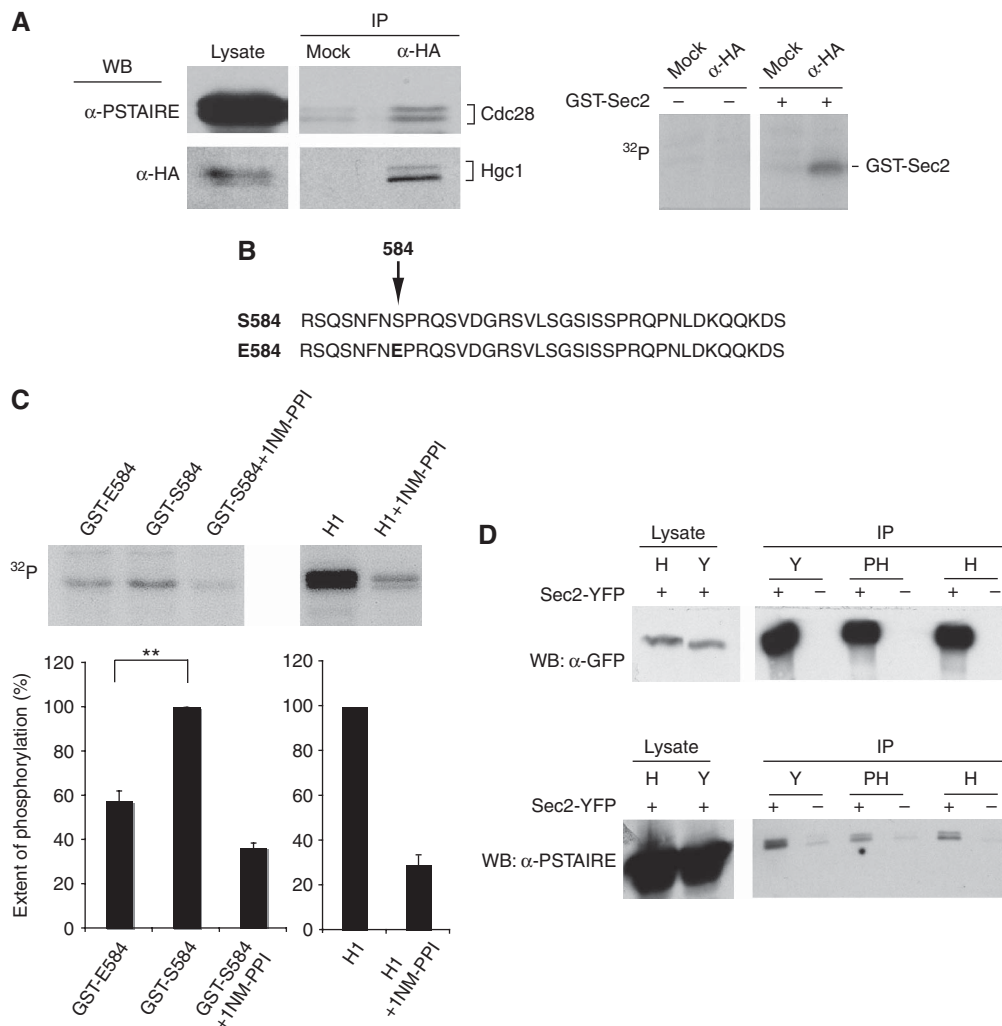 A
IP
Lysate
Mock
α-HA
WB
α-PSTAIRE
Cdc28
α-HA
Hgc1
Mock
α-HA
Mock
α-HA
GST-Sec2
–
–
+
+
32P
GST-Sec2
B
584
S584 RSQSNFNSPRQSVDGRSVLSGSISSPRQPNLDKQQKDS
E584 RSQSNFNEPRQSVDGRSVLSGSISSPRQPNLDKQQKDS
C
GST-E584
GST-S584
GST-S584+1NM-PPI
H1
H1+1NM-PPI
32P
**
Extent of phosphorylation (%)
120
100
80
60
40
20
0
GST-E584
GST-S584
GST-S584
+1NM-PPI
120
100
80
60
40
20
0
H1
H1
+1NM-PPI
D
Lysate
IP
H Y
Y PH H
Sec2-YFP + +
+ – + – + –
WB: α-GFP
Lysate
IP
H Y
Y PH H
Sec2-YFP + +
+ – + – + –
WB: α-PSTAIRE